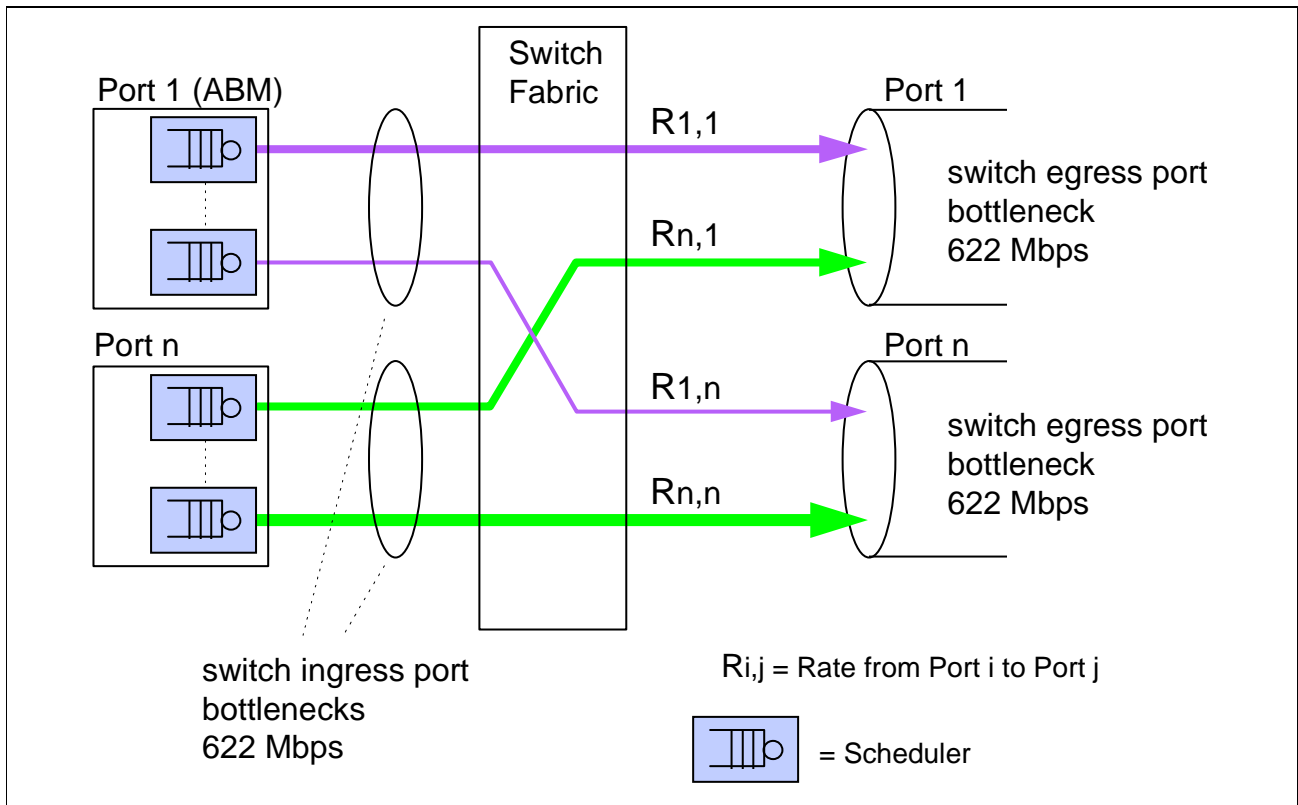 Switch
Fabric
Port 1 (ABM)
Port 1
R1,1
switch egress port
bottleneck
622 Mbps
Rn,1
Port n
Port n
R1,n
switch egress port
bottleneck
622 Mbps
Rn,n
switch ingress port
bottlenecks
622 Mbps
Ri,j = Rate from Port i to Port j
= Scheduler